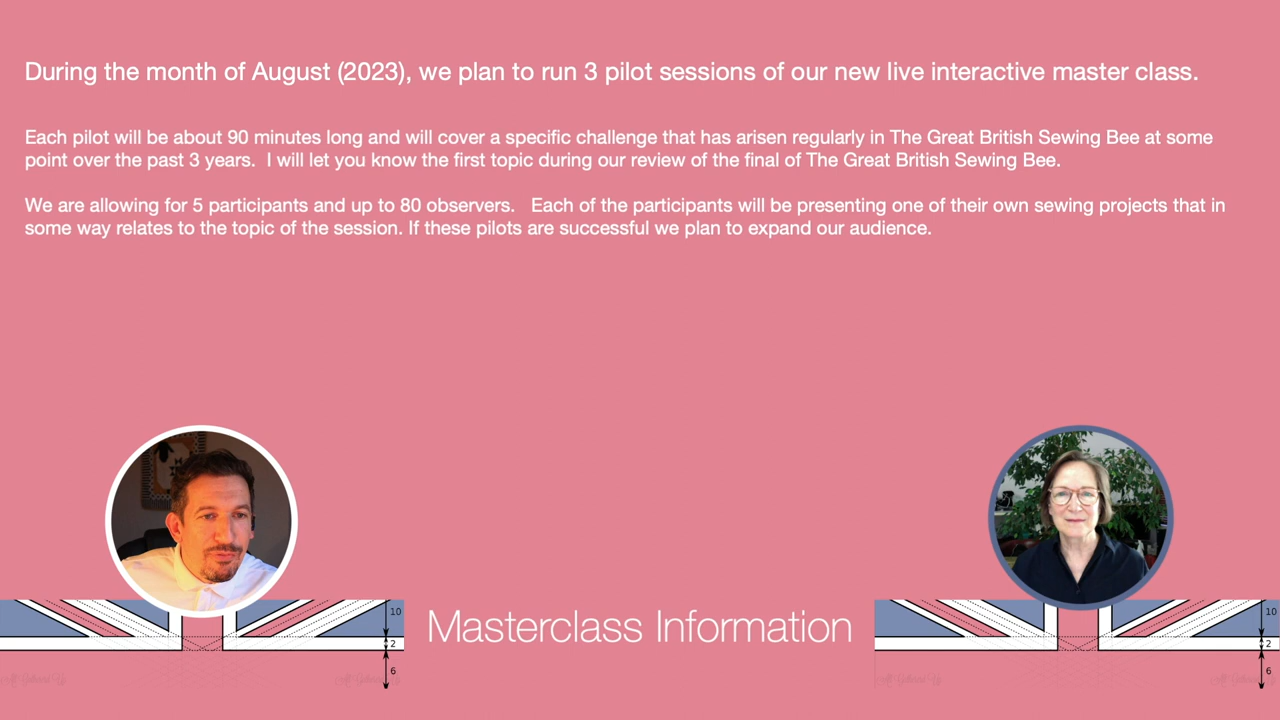 During the month of August (2023), we plan to run 3 pilot sessions of our new live interactive master class.
Each pilot will be about 90 minutes long and will cover a specific challenge that has arisen regularly in The Great British Sewing Bee at some
point over the past 3 years.  I will let you know the first topic during our review of the final of The Great British Sewing Bee.
We are allowing for 5 participants and up to 80 observers.   Each of the participants will be presenting one of their own sewing projects that in
some way relates to the topic of the session. If these pilots are successful we plan to expand our audience.
10
2
6
Masterclass Information
10
2
6